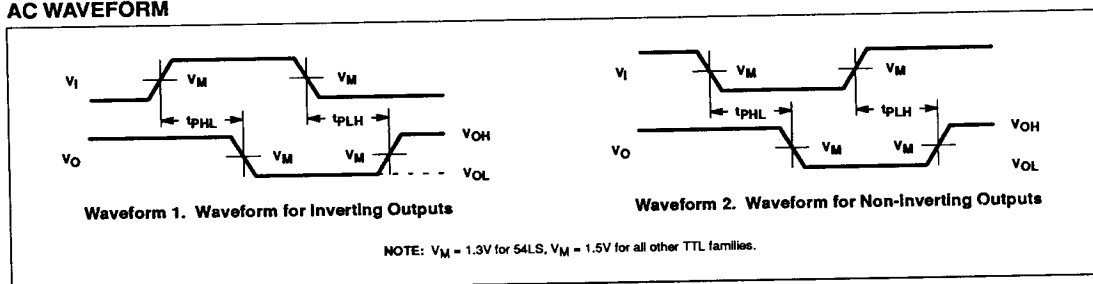 AC WAVEFORM
VI
VM
VM
tPHL
tPLH
VO
VM
VM
VOH
VOL
Waveform 1. Waveform for Inverting Outputs
VI
VM
VM
tPHL
tPLH
VO
VM
VM
VOH
VOL
Waveform 2. Waveform for Non-Inverting Outputs
NOTE: VM = 1.3V for 54LS, VM = 1.5V for all other TTL families.